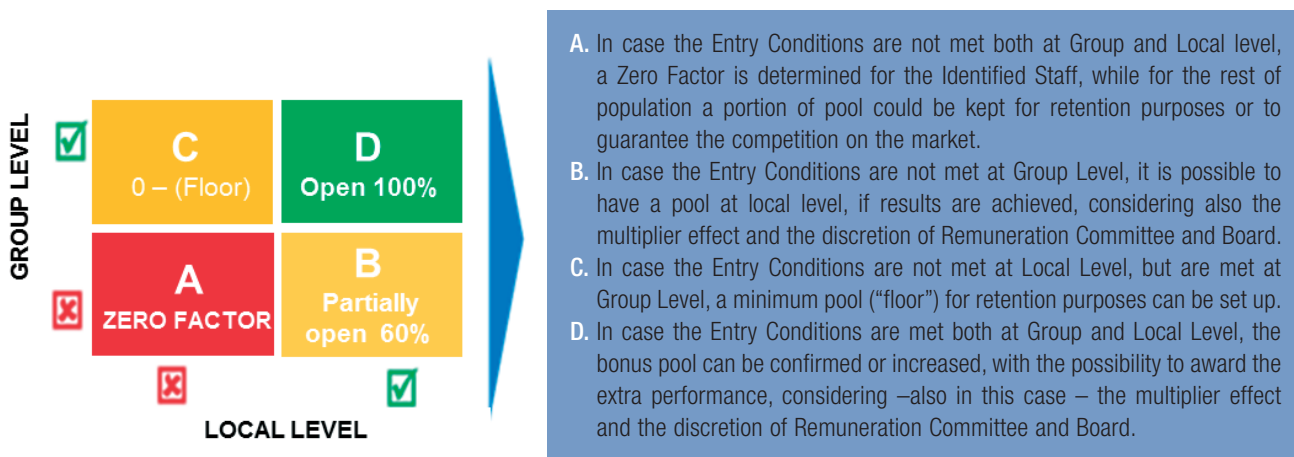 GROUP LEVEL
C
0 – (Floor)
D
Open 100%
A
ZERO FACTOR
B
Partially
open 60%
LOCAL LEVEL
A. In case the Entry Conditions are not met both at Group and Local level,
a Zero Factor is determined for the Identified Staff, while for the rest of
population a portion of pool could be kept for retention purposes or to
guarantee the competition on the market.
B. In case the Entry Conditions are not met at Group Level, it is possible to
have a pool at local level, if results are achieved, considering also the
multiplier effect and the discretion of Remuneration Committee and Board.
C. In case the Entry Conditions are not met at Local Level, but are met at
Group Level, a minimum pool (“floor”) for retention purposes can be set up.
D. In case the Entry Conditions are met both at Group and Local Level, the
bonus pool can be confirmed or increased, with the possibility to award the
extra performance, considering –also in this case – the multiplier effect
and the discretion of Remuneration Committee and Board.